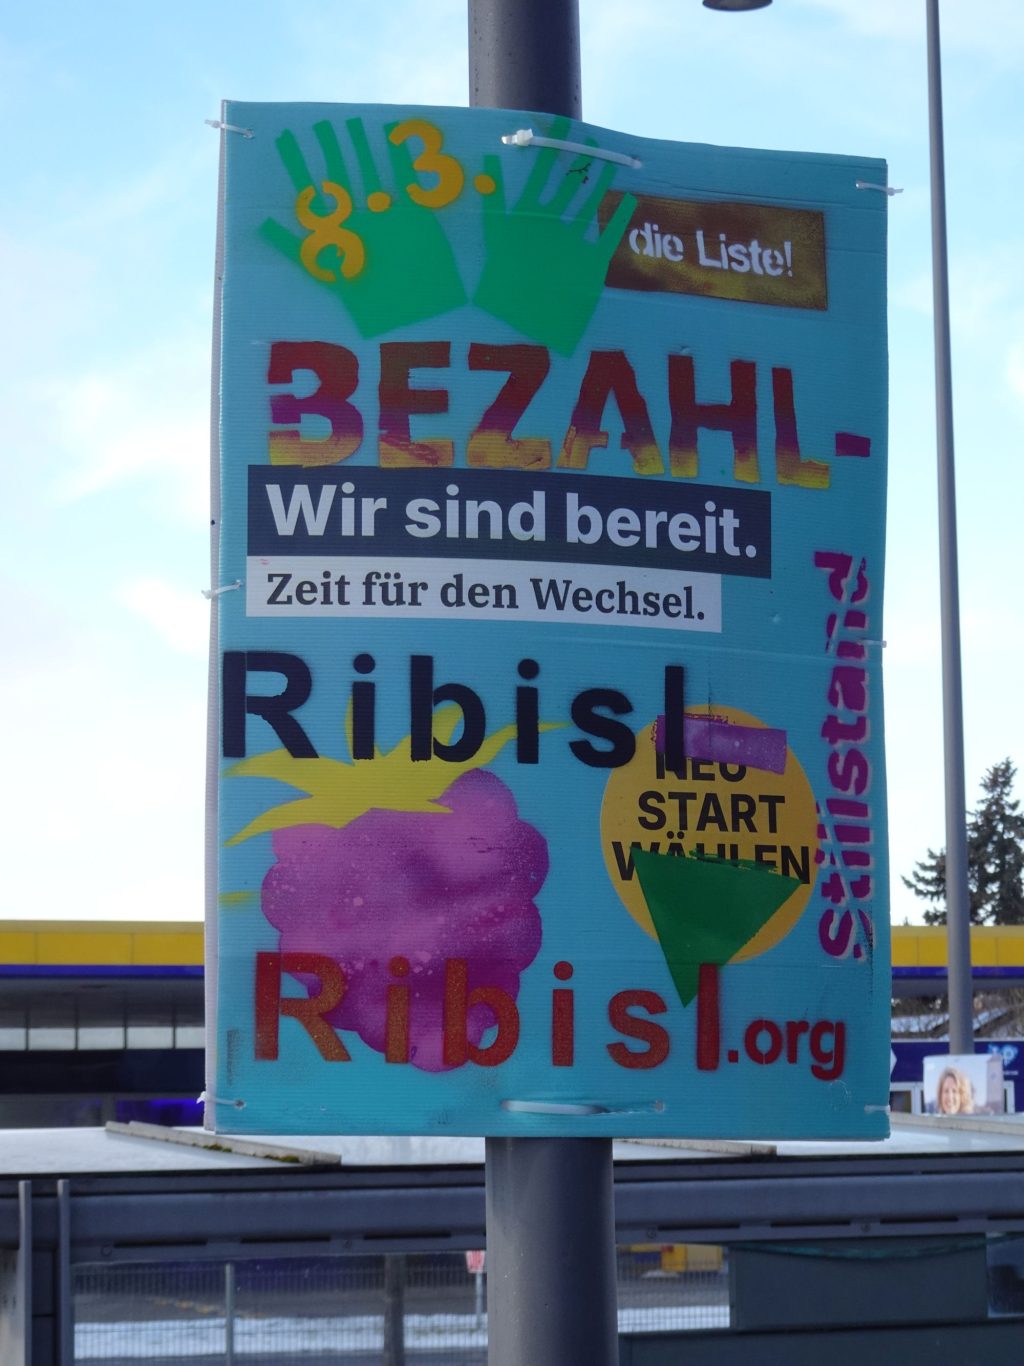 8.3.
die Liste!
BEZAHL-
Wir sind bereit.
Zeit für den Wechsel.
stillstand
Ribisl
NEU
START
WÄHLEN
Ribisl.org